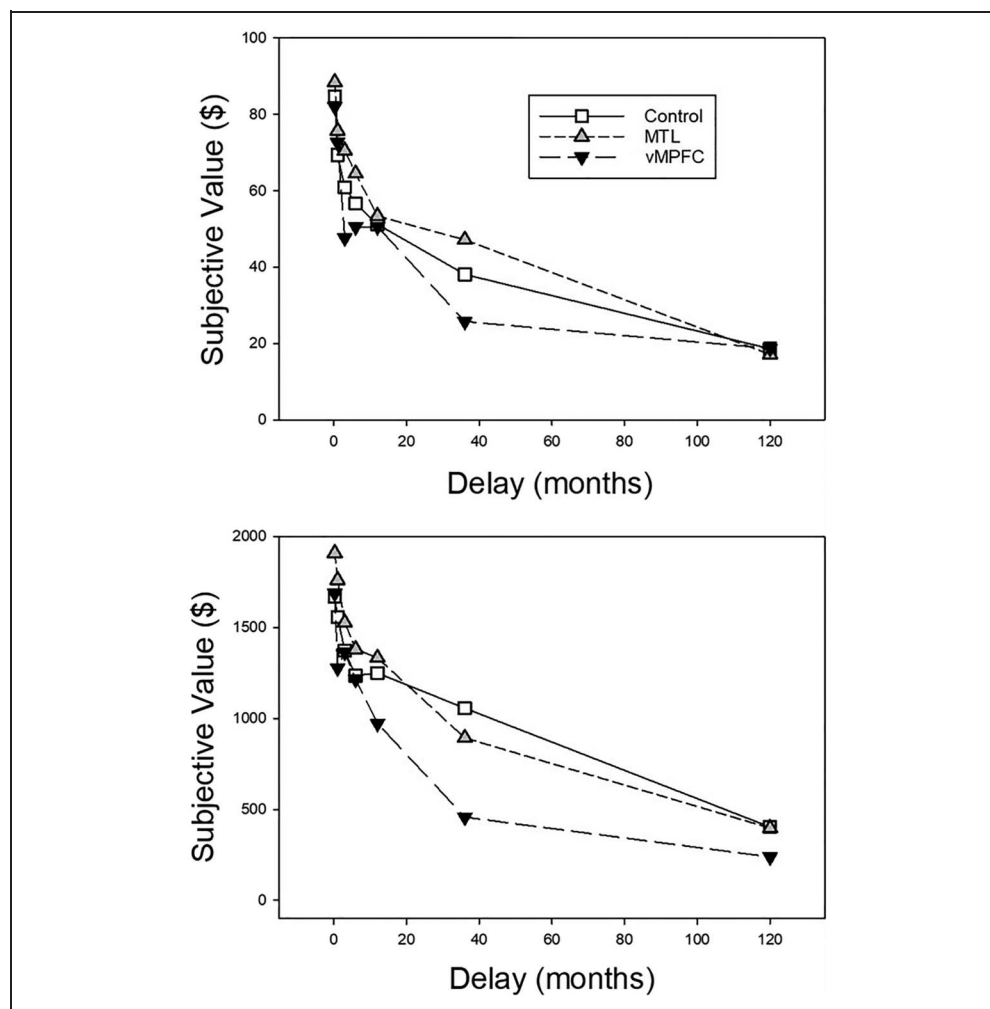 100
80
60
40
20
0
Subjective Value ($)
Control
MTL
vMPFC
0 20 40 60 80 100 120
Delay (months)
2000
1500
1000
500
0
Subjective Value ($)
0 20 40 60 80 100 120
Delay (months)